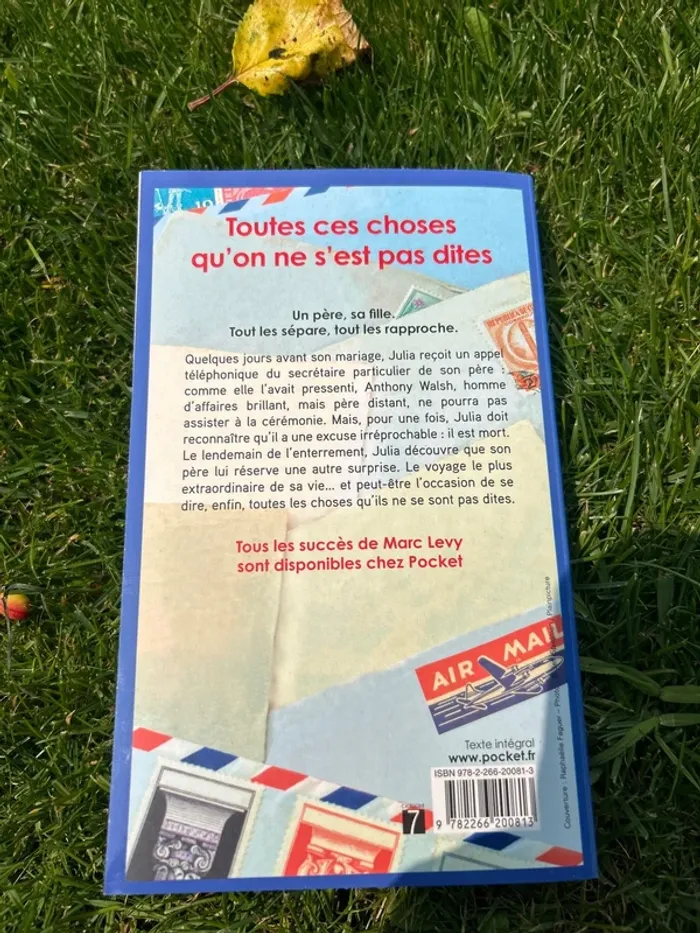 Toutes ces choses
qu'on ne s'est pas dites
Un père, sa fille.
Tout les sépare, tout les rapproche.
Quelques jours avant son mariage, Julia reçoit un appel
téléphonique du secrétaire particulier de son père :
comme elle l'avait pressenti, Anthony Walsh, homme
d'affaires brillant, mais père distant, ne pourra pas
assister à la cérémonie. Mais, pour une fois, Julia doit
reconnaître qu'il a une excuse irréprochable : il est mort.
Le lendemain de l'enterrement, Julia découvre que son
père lui réserve une autre surprise. Le voyage le plus
extraordinaire de sa vie... et peut-être l'occasion de se
dire, enfin, toutes les choses qu'ils ne se sont pas dites.
Tous les succès de Marc Levy
sont disponibles chez Pocket
AIR MAIL
Texte intégral
www.pocket.fr
ISBN 978-2-266-20081-3
7
9 782266 200813
Couverture : Raphaëlle Faguer - Planpicture